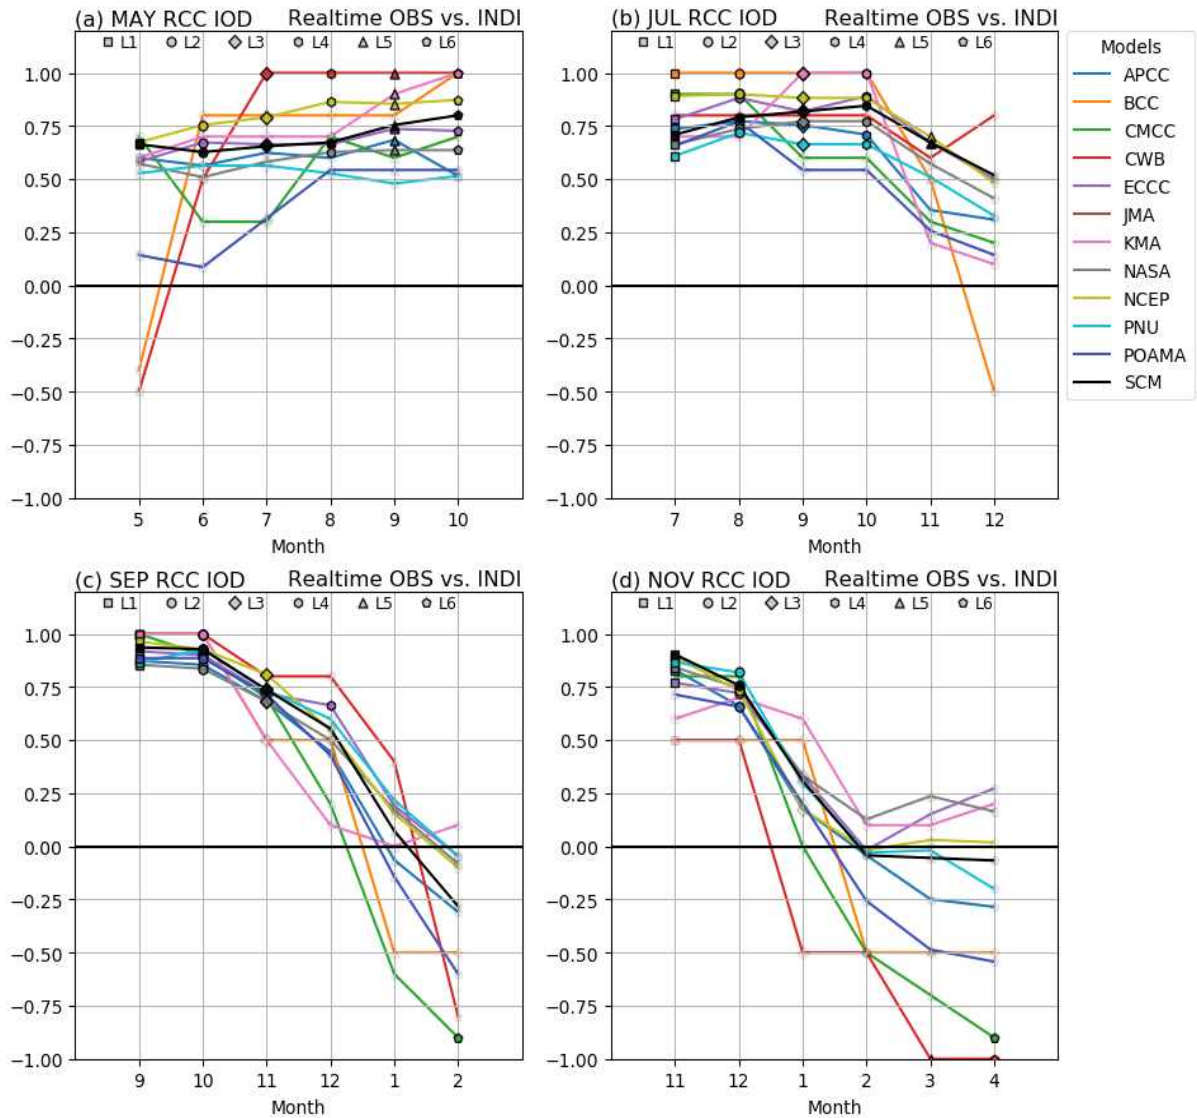 (a) MAY RCC IOD Realtime OBS vs. INDI
L1 L2 L3 L4 L5 L6
1.00
0.75
0.50
0.25
0.00
−0.25
−0.50
−0.75
−1.00
5 6 7 8 9 10
Month
(b) JUL RCC IOD Realtime OBS vs. INDI
L1 L2 L3 L4 L5 L6
1.00
0.75
0.50
0.25
0.00
−0.25
−0.50
−0.75
−1.00
7 8 9 10 11 12
Month
Models
APCC
BCC
CMCC
CWB
ECCC
JMA
KMA
NASA
NCEP
PNU
POAMA
SCM
(c) SEP RCC IOD Realtime OBS vs. INDI
L1 L2 L3 L4 L5 L6
1.00
0.75
0.50
0.25
0.00
−0.25
−0.50
−0.75
−1.00
9 10 11 12 1 2
Month
(d) NOV RCC IOD Realtime OBS vs. INDI
L1 L2 L3 L4 L5 L6
1.00
0.75
0.50
0.25
0.00
−0.25
−0.50
−0.75
−1.00
11 12 1 2 3 4
Month